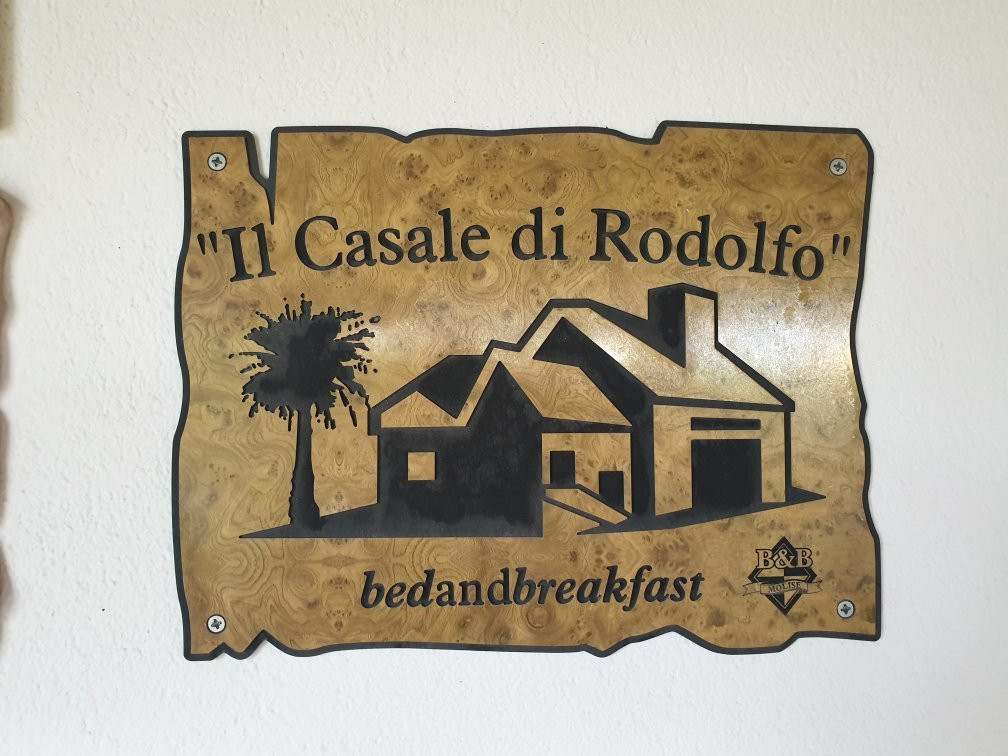 "Il Casale di Rodolfo"
bedandbreakfast
B&B
MOLISE